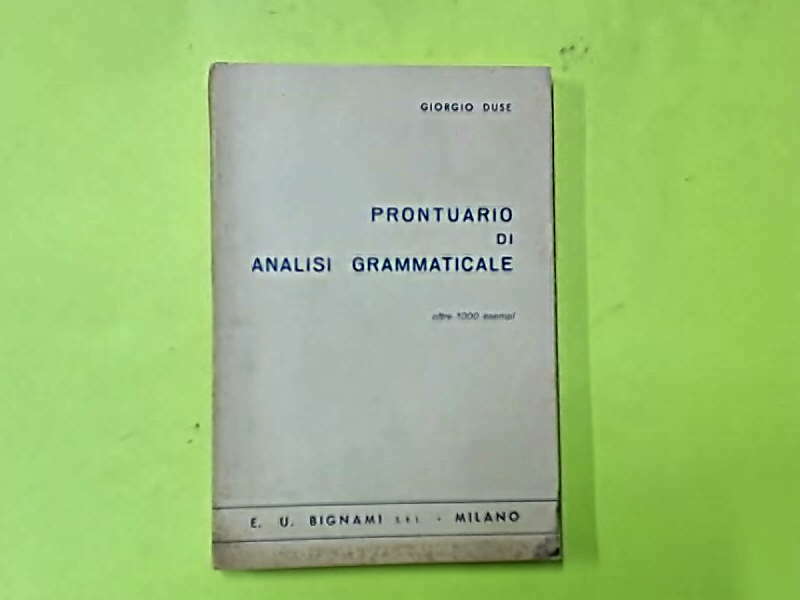 GIORGIO DUSE
PRONTUARIO
DI
ANALISI GRAMMATICALE
oltre 1000 esempi
E. U. BIGNAMI s.r.l. - MILANO